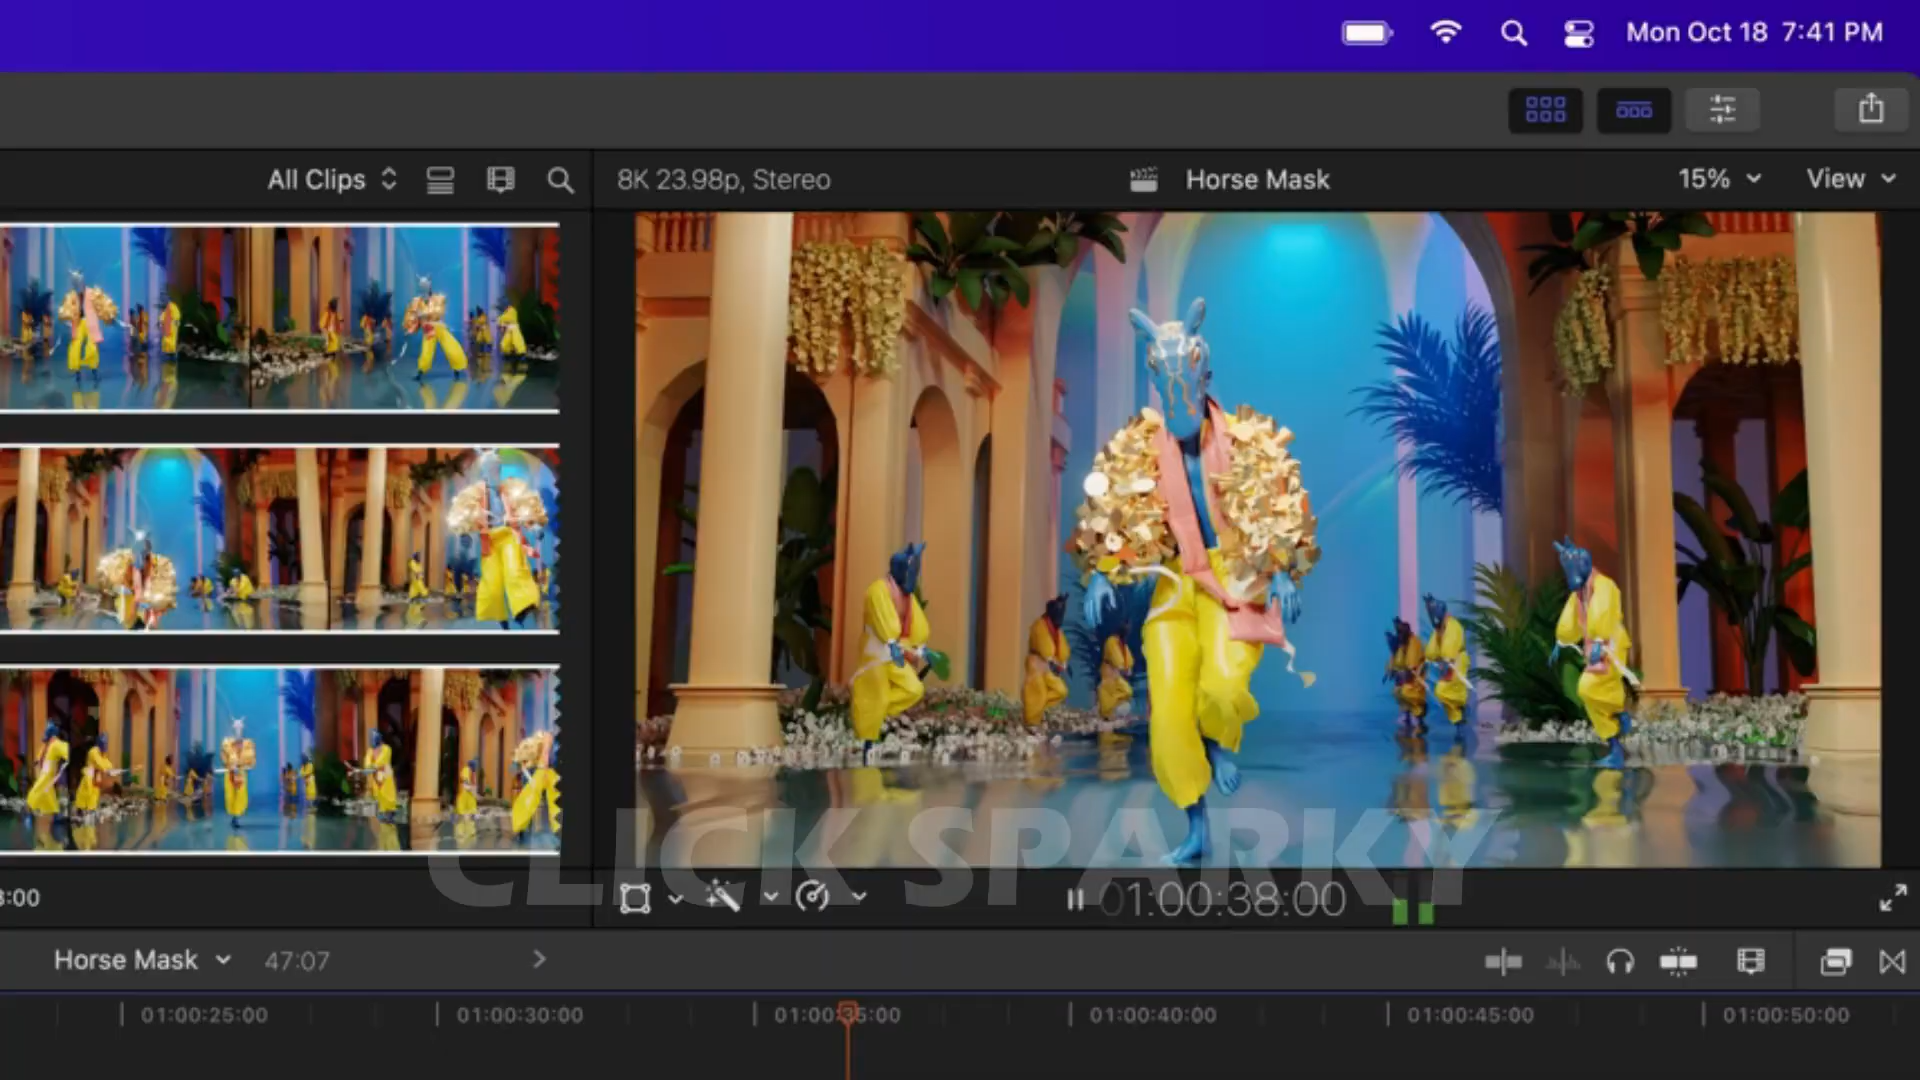 Mon Oct 18 7:41 PM
All Clips
8K 23.98p, Stereo
Horse Mask
15%
View
CLICK SPARKY
3:00
01:00:38:00
Horse Mask
47:07
01:00:25:00
01:00:30:00
01:00:35:00
01:00:40:00
01:00:45:00
01:00:50:00